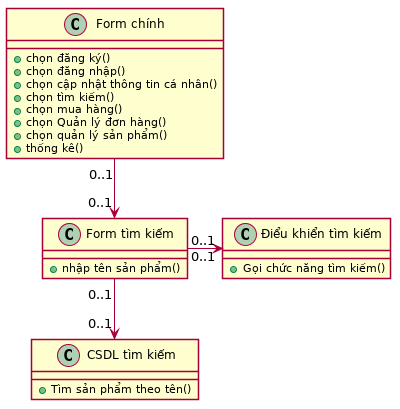 C Form chính
chọn đăng ký()
chọn đăng nhập()
chọn cập nhật thông tin cá nhân()
chọn tìm kiếm()
chọn mua hàng()
chọn Quản lý đơn hàng()
chọn quản lý sản phẩm()
thống kê()
0..1
0..1
C Form tìm kiếm
nhập tên sản phẩm()
0..1
0..1
C Điểu khiển tìm kiếm
Gọi chức năng tìm kiếm()
0..1
0..1
C CSDL tìm kiếm
Tìm sản phẩm theo tên()